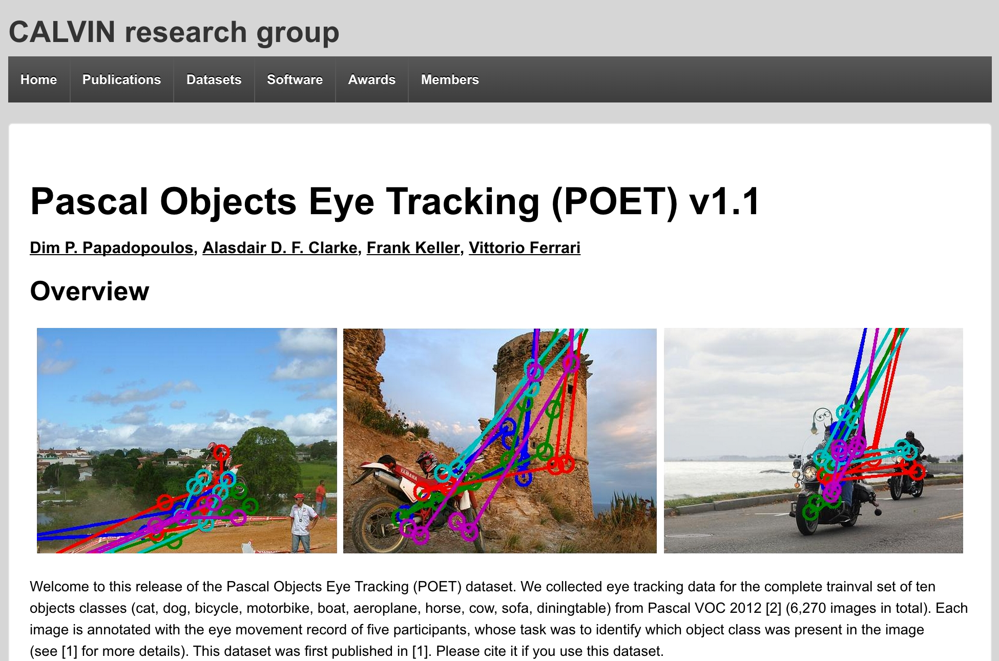 CALVIN research group
Home Publications Datasets Software Awards Members
Pascal Objects Eye Tracking (POET) v1.1
Dim P. Papadopoulos, Alasdair D. F. Clarke, Frank Keller, Vittorio Ferrari
Overview
YAMAHA
Welcome to this release of the Pascal Objects Eye Tracking (POET) dataset. We collected eye tracking data for the complete trainval set of ten
objects classes (cat, dog, bicycle, motorbike, boat, aeroplane, horse, cow, sofa, diningtable) from Pascal VOC 2012 [2] (6,270 images in total). Each
image is annotated with the eye movement record of five participants, whose task was to identify which object class was present in the image
(see [1] for more details). This dataset was first published in [1]. Please cite it if you use this dataset.